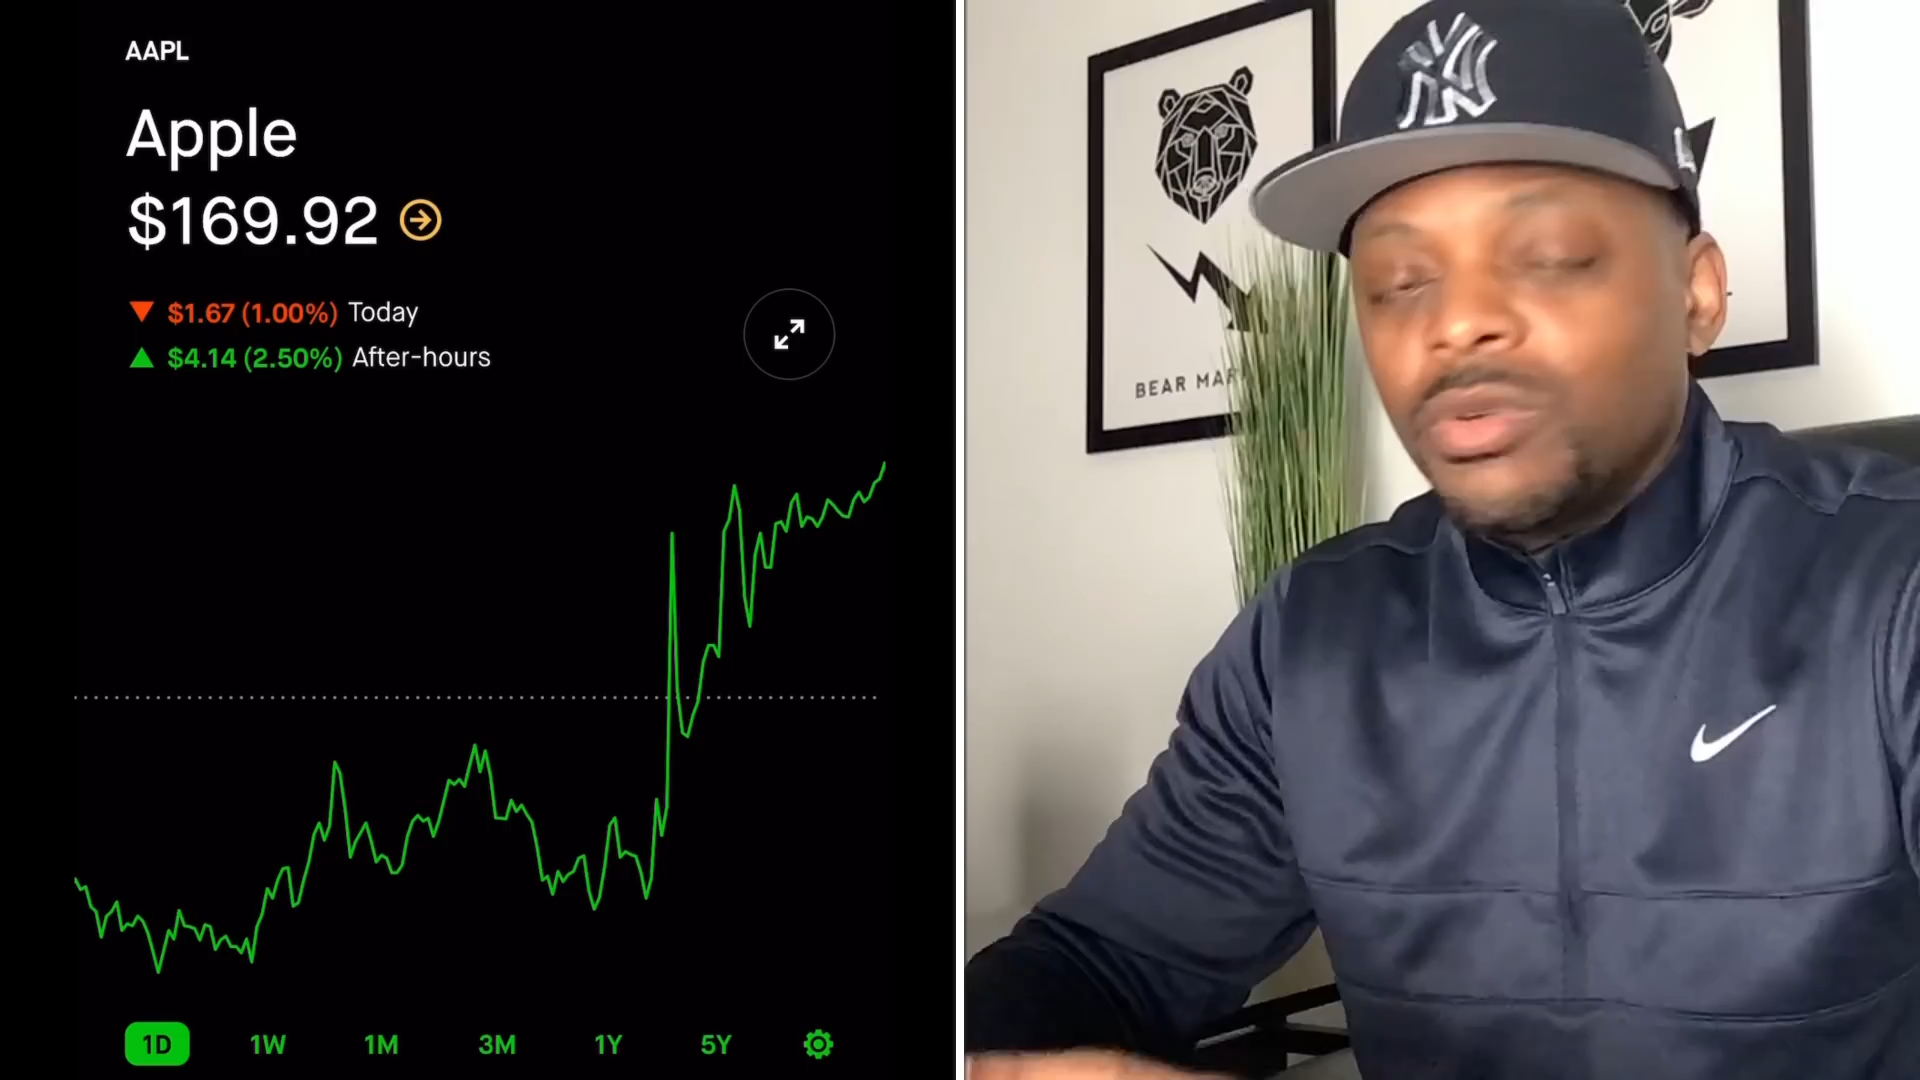 AAPL
Apple
$169.92
$1.67 (1.00%) Today
$4.14 (2.50%) After-hours
1D 1W 1M 3M 1Y 5Y
NY
BEAR MAR